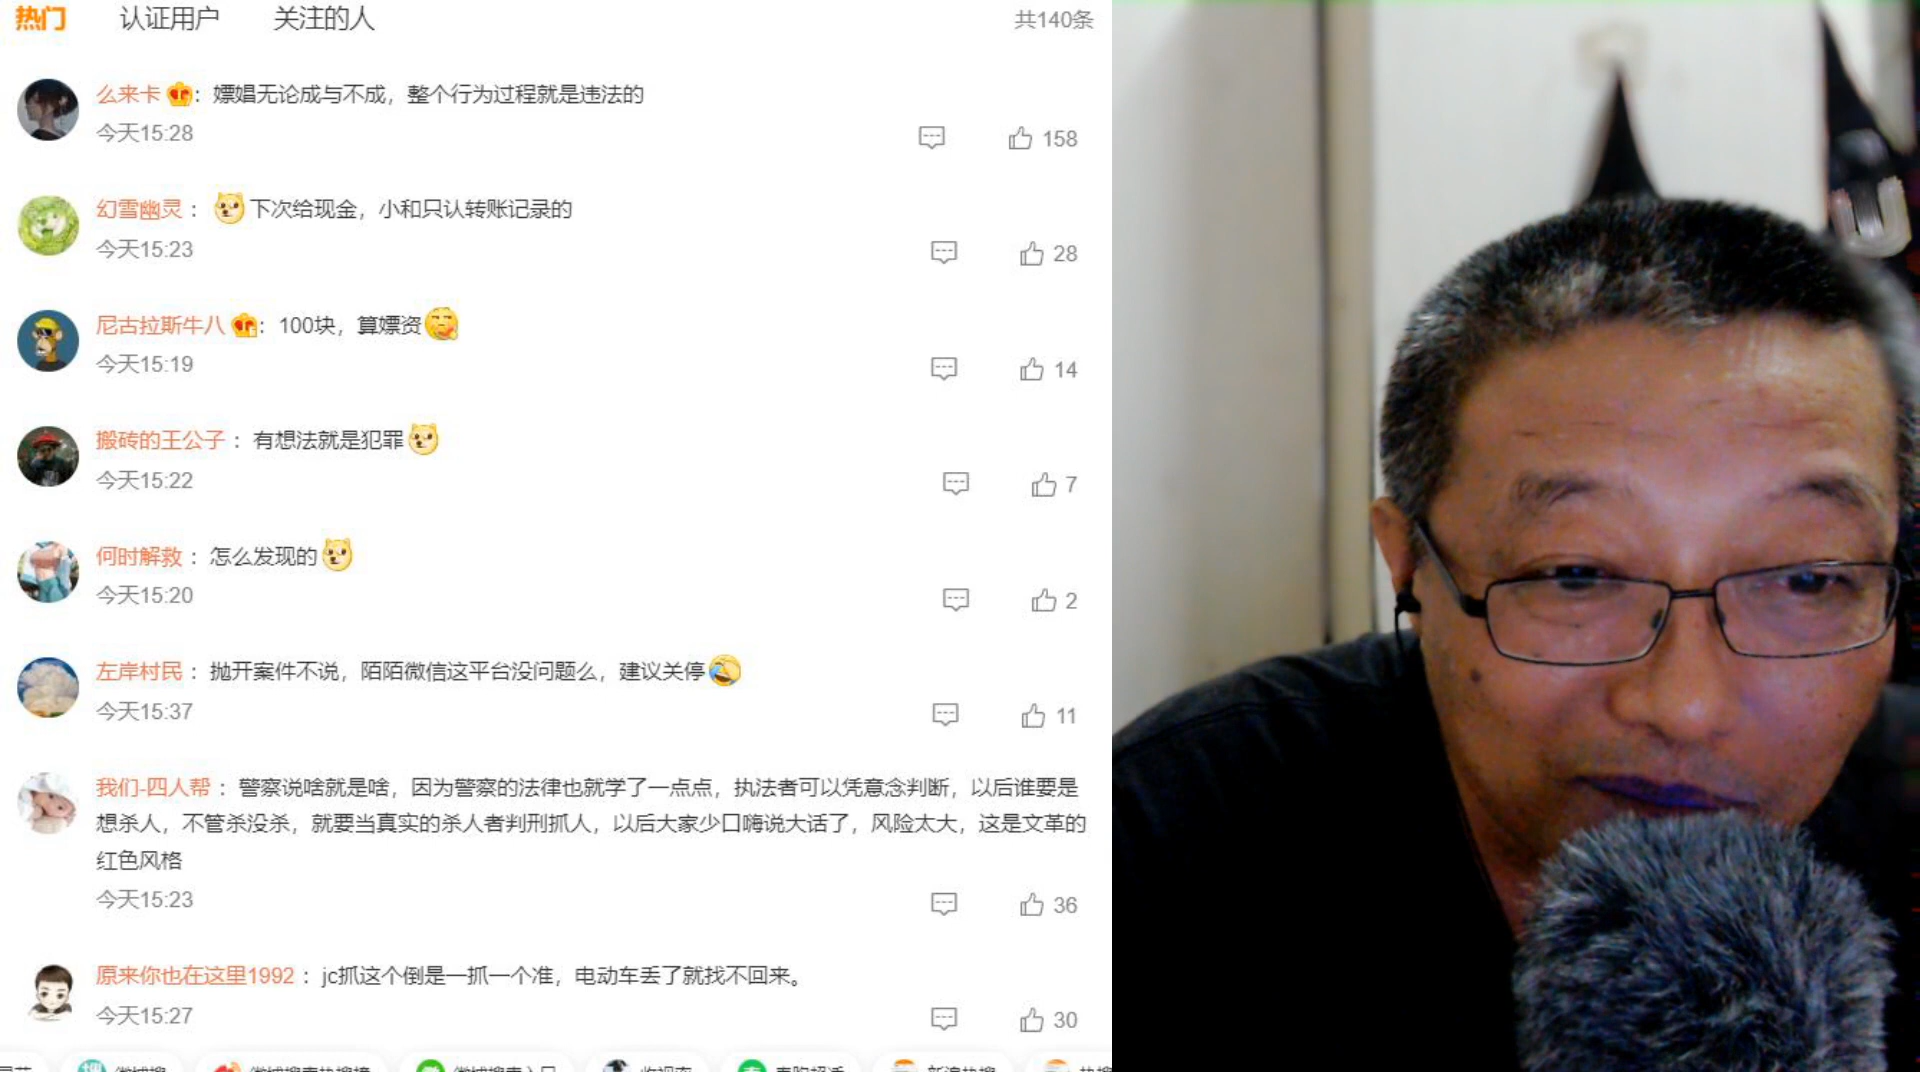 热门 认证用户 关注的人 共140条
么来卡：嫖娼无论成与不成，整个行为过程就是违法的
今天15:28 158
幻雪幽灵：下次给现金，小和只认转账记录的
今天15:23 28
尼古拉斯牛八：100块，算嫖资
今天15:19 14
搬砖的王公子：有想法就是犯罪
今天15:22 7
何时解救：怎么发现的
今天15:20 2
左岸村民：抛开案件不说，陌陌微信这平台没问题么，建议关停
今天15:37 11
我们-四人帮：警察说啥就是啥，因为警察的法律也就学了一点点，执法者可以凭意念判断，以后谁要是
想杀人，不管杀没杀，就要当真实的杀人者判刑抓人，以后大家少口嗨说大话了，风险太大，这是文革的
红色风格
今天15:23 36
原来你也在这里1992：jc抓这个倒是一抓一个准，电动车丢了就找不回来。
今天15:27 30